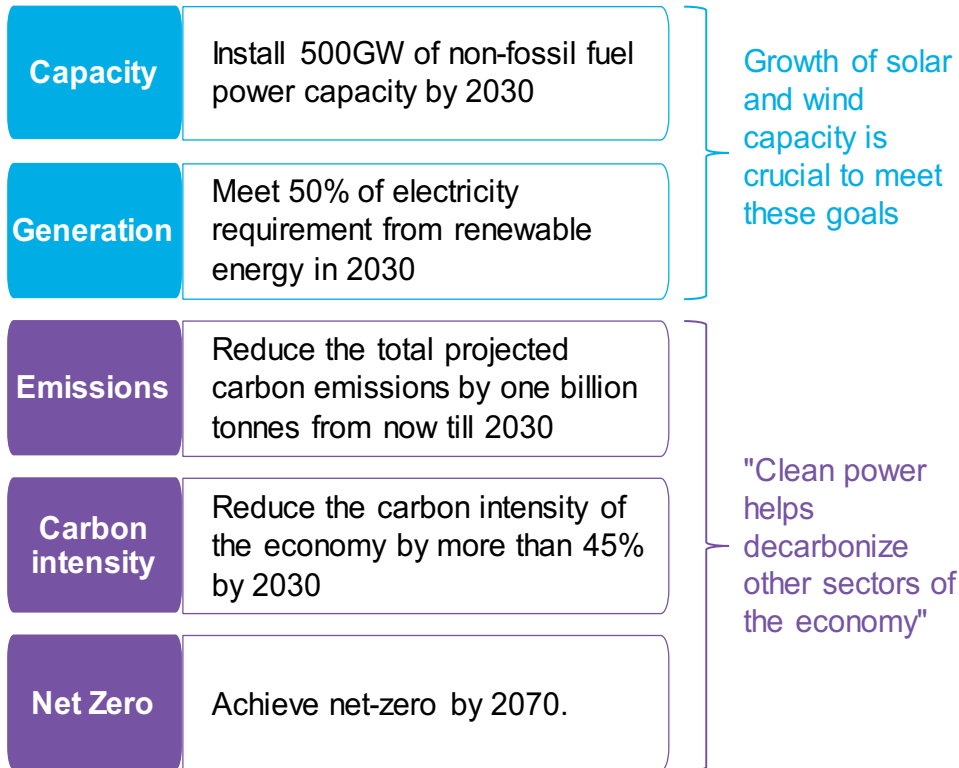 Capacity
Install 500GW of non-fossil fuel
power capacity by 2030
Generation
Meet 50% of electricity
requirement from renewable
energy in 2030
Growth of solar
and wind
capacity is
crucial to meet
these goals
Emissions
Reduce the total projected
carbon emissions by one billion
tonnes from now till 2030
Carbon
intensity
Reduce the carbon intensity of
the economy by more than 45%
by 2030
Net Zero
Achieve net-zero by 2070.
"Clean power
helps
decarbonize
other sectors of
the economy"